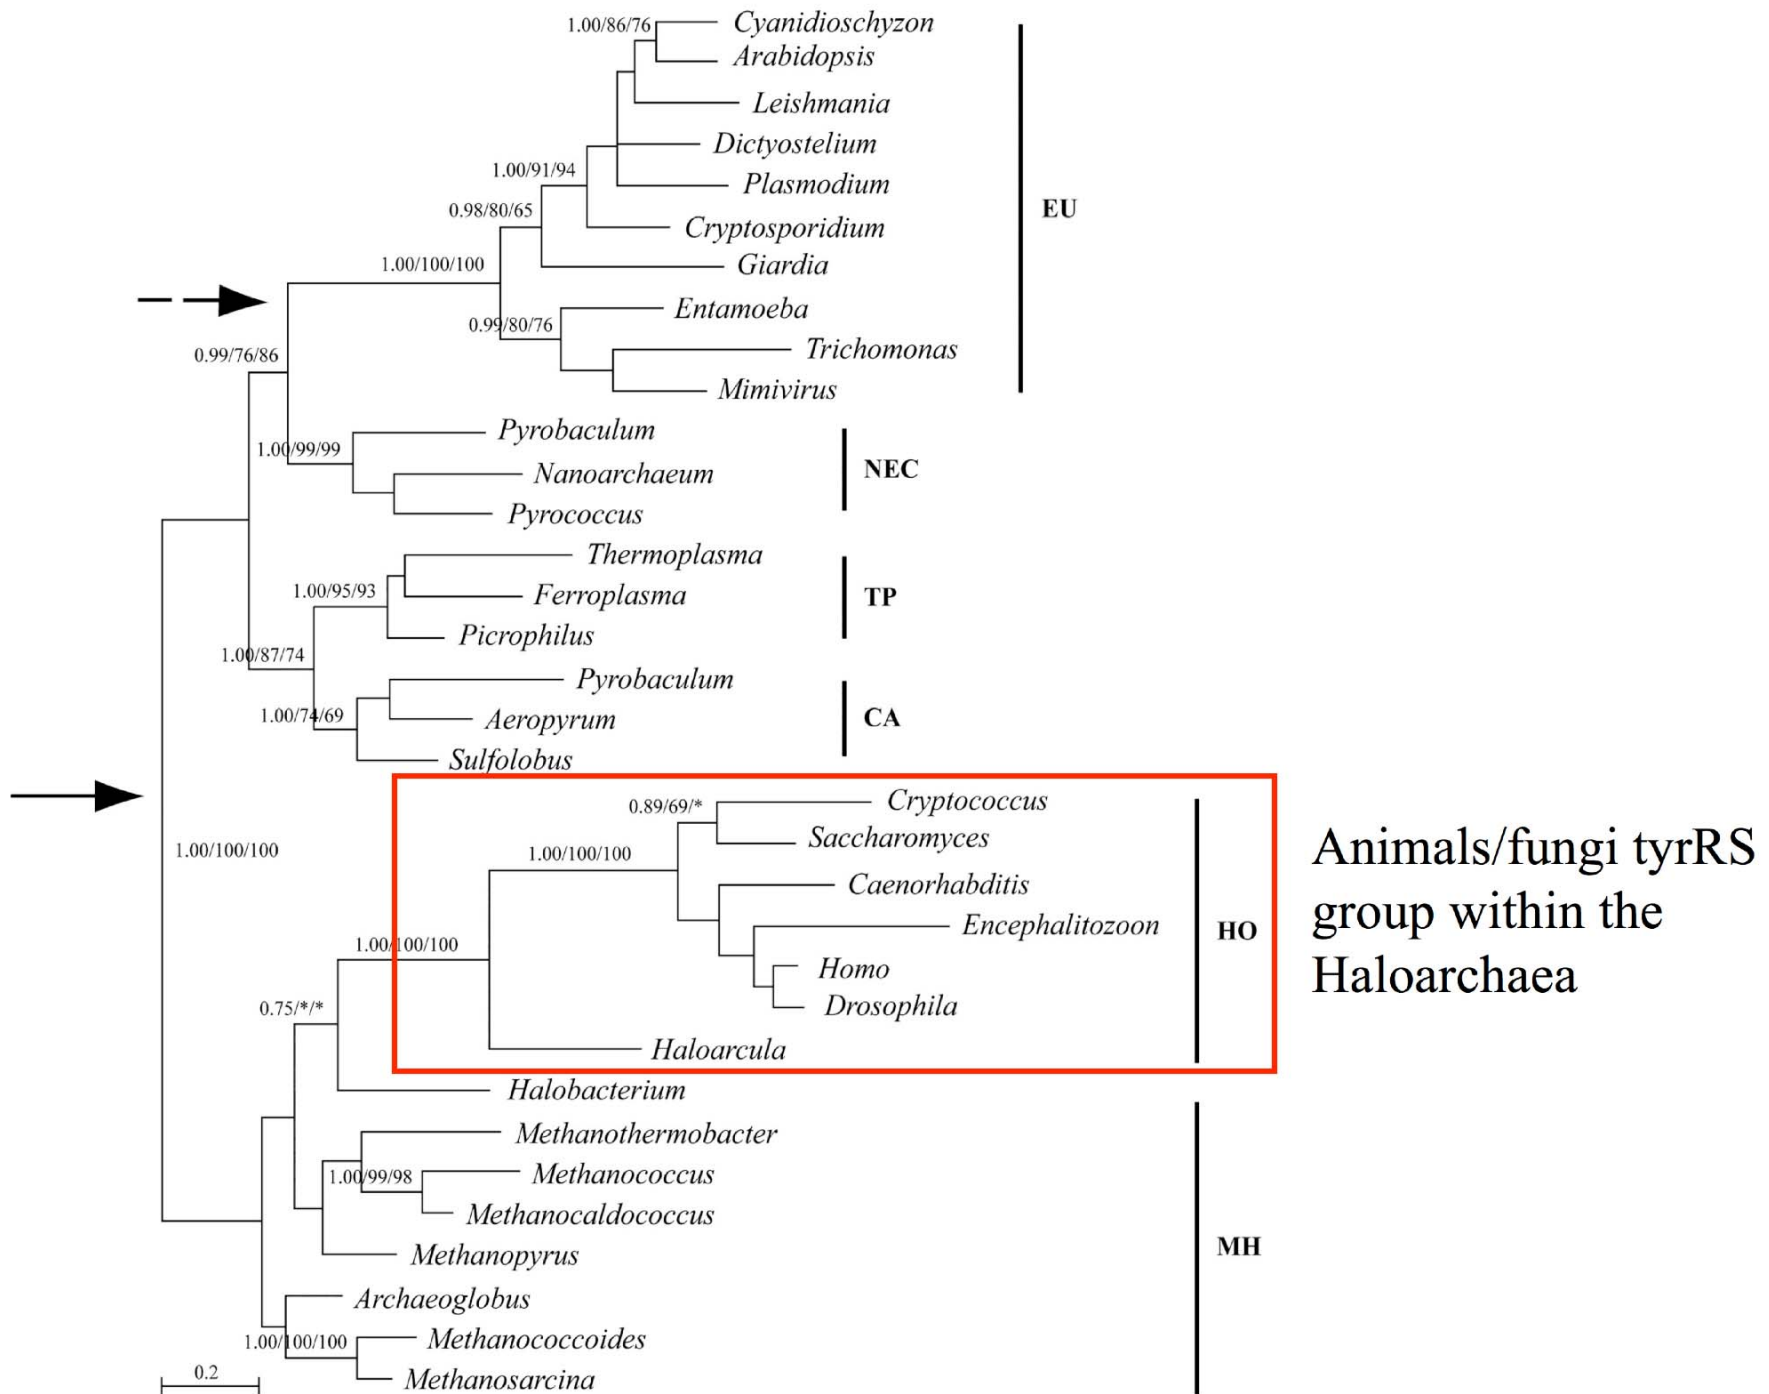 1.00/86/76
Cyanidioschyzon
Arabidopsis
Leishmania
Dictyostelium
1.00/91/94
Plasmodium
0.98/80/65
EU
Cryptosporidium
1.00/100/100
Giardia
Entamoeba
0.99/80/76
Trichomonas
0.99/76/86
Mimivirus
Pyrobaculum
1.00/99/99
NEC
Nanoarchaeum
Pyrococcus
Thermoplasma
1.00/95/93
Ferroplasma
TP
Picrophilus
1.00/87/74
Pyrobaculum
1.00/74/69
Aeropyrum
CA
Sulfolobus
Cryptococcus
0.89/69/*
Saccharomyces
1.00/100/100
1.00/100/100
Caenorhabditis
Encephalitozoon
HO
1.00/100/100
Homo
0.75/*/*
Drosophila
Haloarcula
Animals/fungi tyrRS
group within the
Haloarchaea
Halobacterium
Methanothermobacter
1.00/99/98
Methanococcus
Methanocaldococcus
Methanopyrus
MH
Archaeoglobus
1.00/100/100
Methanococcoides
Methanosarcina
0.2